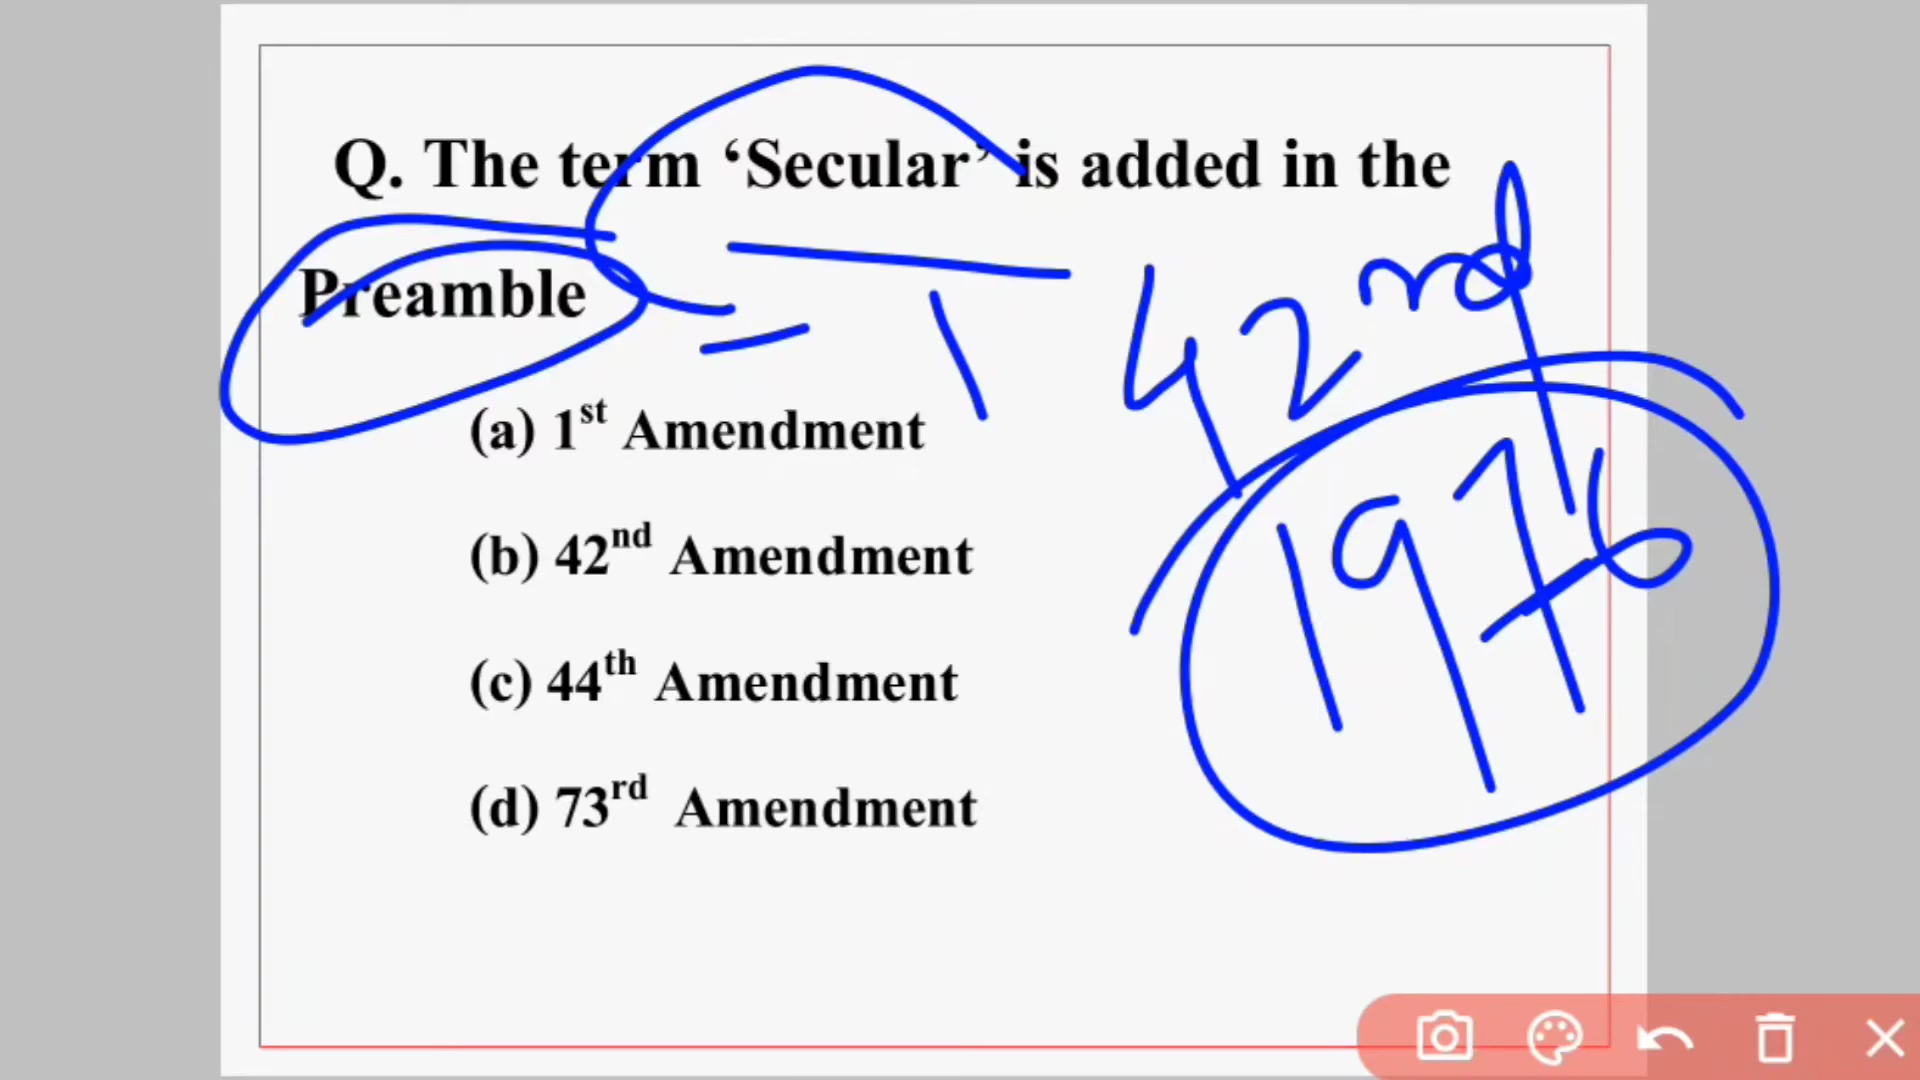 Q. The term ‘Secular’ is added in the
Preamble
42nd
1976
(a) 1st Amendment
(b) 42nd Amendment
(c) 44th Amendment
(d) 73rd Amendment